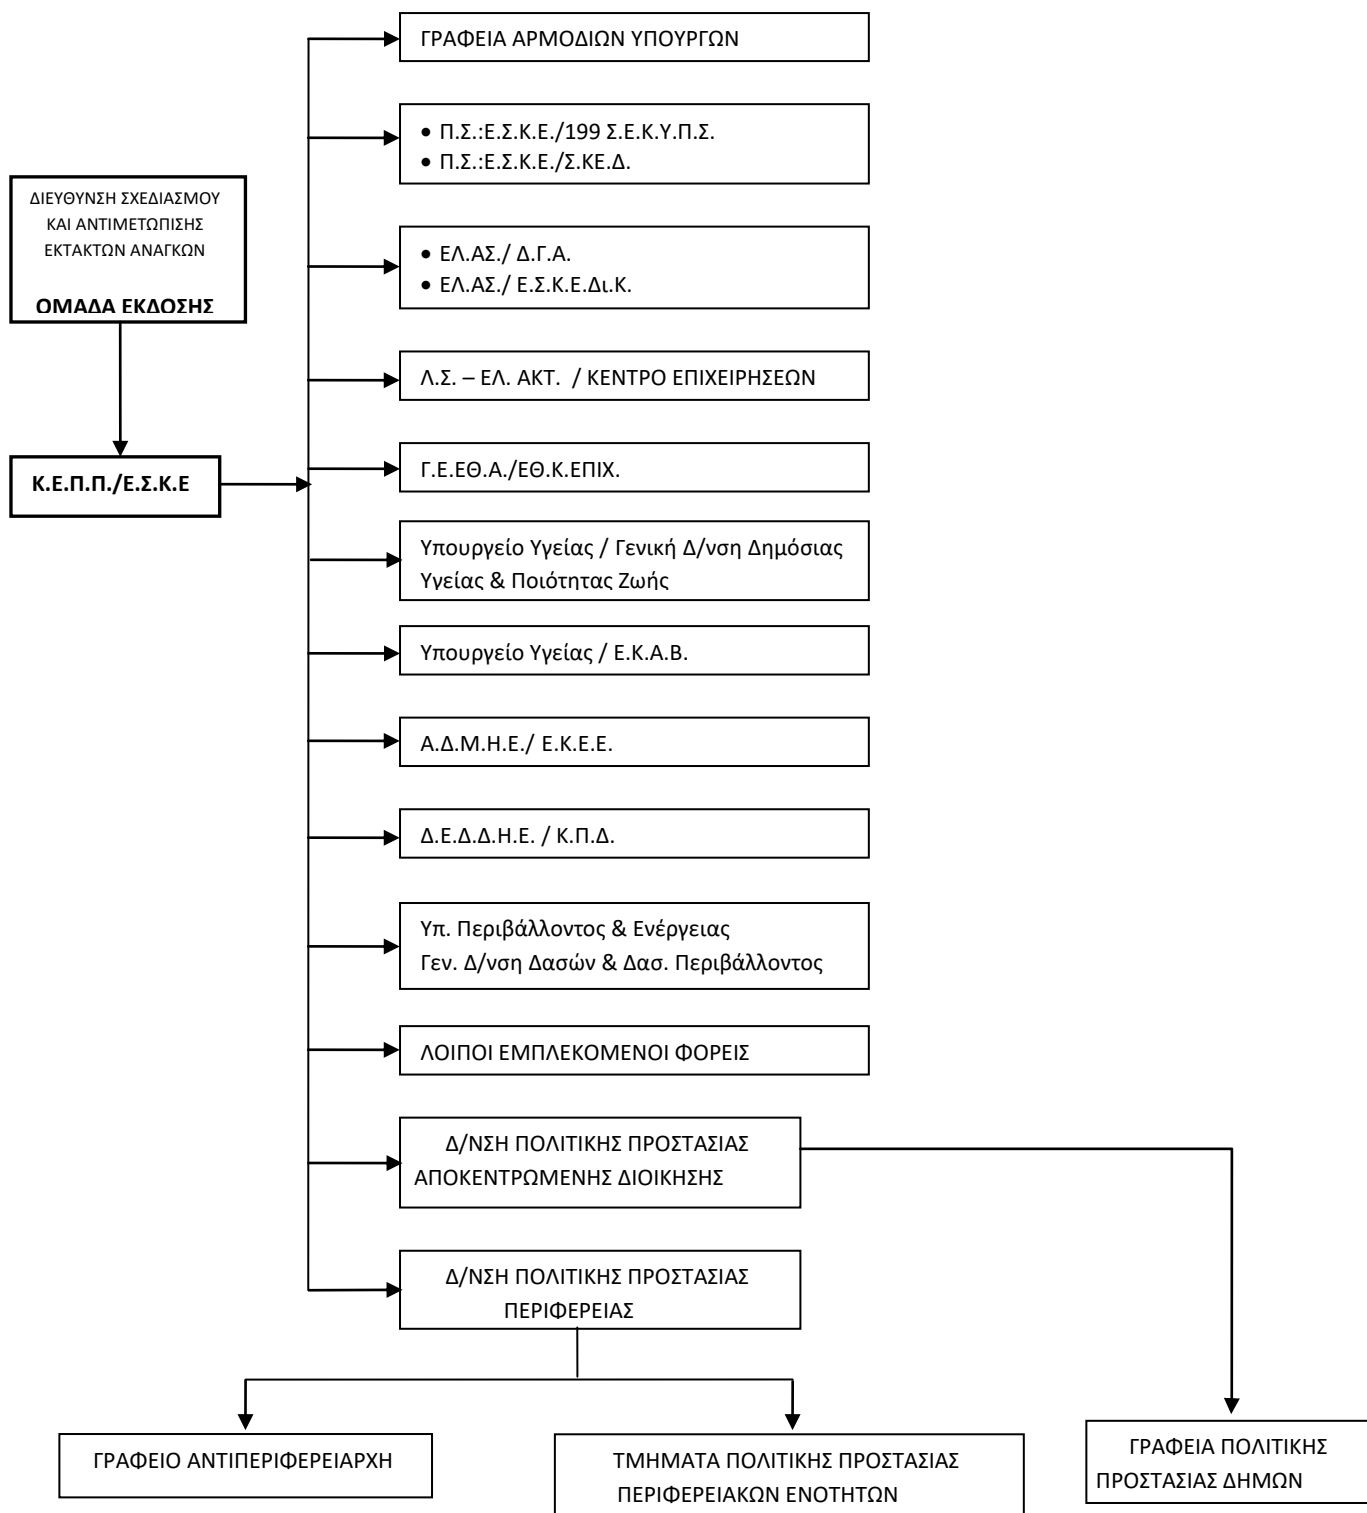 ΓΡΑΦΕΙΑ ΑΡΜΟΔΙΩΝ ΥΠΟΥΡΓΩΝ
• Π.Σ.:Ε.Σ.Κ.Ε./199 Σ.Ε.Κ.Υ.Π.Σ.
• Π.Σ.:Ε.Σ.Κ.Ε./Σ.ΚΕ.Δ.
ΔΙΕΥΘΥΝΣΗ ΣΧΕΔΙΑΣΜΟΥ
ΚΑΙ ΑΝΤΙΜΕΤΩΠΙΣΗΣ
ΕΚΤΑΚΤΩΝ ΑΝΑΓΚΩΝ
ΟΜΑΔΑ ΕΚΔΟΣΗΣ
• ΕΛ.ΑΣ./ Δ.Γ.Α.
• ΕΛ.ΑΣ./ Ε.Σ.Κ.Ε.Δι.Κ.
Λ.Σ. – ΕΛ. ΑΚΤ. / ΚΕΝΤΡΟ ΕΠΙΧΕΙΡΗΣΕΩΝ
Κ.Ε.Π.Π./Ε.Σ.Κ.Ε
Γ.Ε.ΕΘ.Α./ΕΘ.Κ.ΕΠΙΧ.
Υπουργείο Υγείας / Γενική Δ/νση Δημόσιας
Υγείας & Ποιότητας Ζωής
Υπουργείο Υγείας / Ε.Κ.Α.Β.
Α.Δ.Μ.Η.Ε./ Ε.Κ.Ε.Ε.
Δ.Ε.Δ.Δ.Η.Ε. / Κ.Π.Δ.
Υπ. Περιβάλλοντος & Ενέργειας
Γεν. Δ/νση Δασών & Δασ. Περιβάλλοντος
ΛΟΙΠΟΙ ΕΜΠΛΕΚΟΜΕΝΟΙ ΦΟΡΕΙΣ
Δ/ΝΣΗ ΠΟΛΙΤΙΚΗΣ ΠΡΟΣΤΑΣΙΑΣ
ΑΠΟΚΕΝΤΡΩΜΕΝΗΣ ΔΙΟΙΚΗΣΗΣ
Δ/ΝΣΗ ΠΟΛΙΤΙΚΗΣ ΠΡΟΣΤΑΣΙΑΣ
ΠΕΡΙΦΕΡΕΙΑΣ
ΓΡΑΦΕΙΟ ΑΝΤΙΠΕΡΙΦΕΡΕΙΑΡΧΗ
ΤΜΗΜΑΤΑ ΠΟΛΙΤΙΚΗΣ ΠΡΟΣΤΑΣΙΑΣ
ΠΕΡΙΦΕΡΕΙΑΚΩΝ ΕΝΟΤΗΤΩΝ
ΓΡΑΦΕΙΑ ΠΟΛΙΤΙΚΗΣ
ΠΡΟΣΤΑΣΙΑΣ ΔΗΜΩΝ